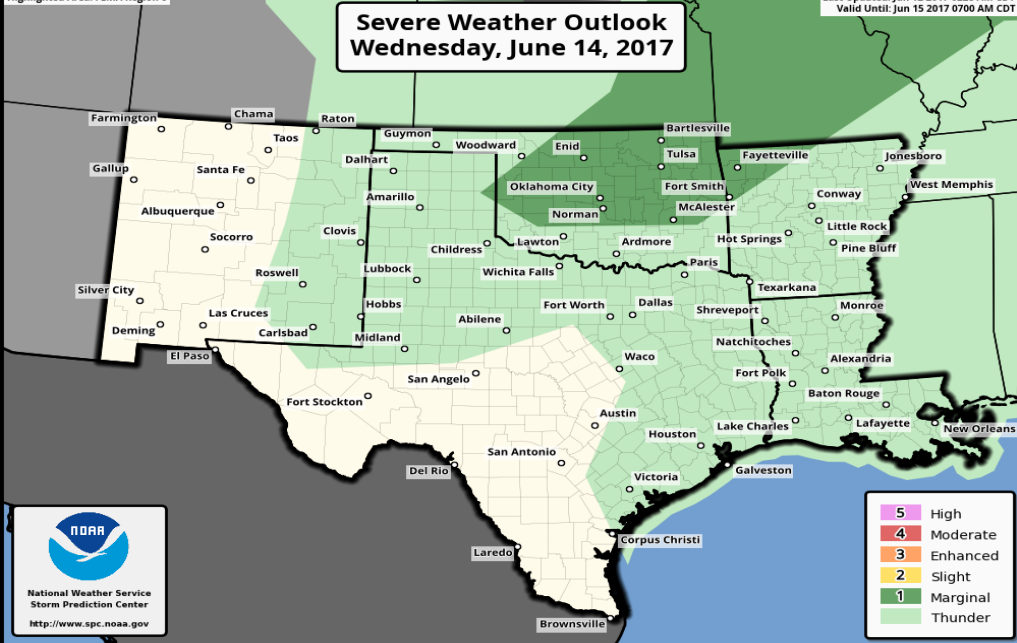 Severe Weather Outlook
Wednesday, June 14, 2017
Valid Until: Jun 15 2017 0700 AM CDT
Farmington
Chama
Raton
Taos
Guymon
Bartlesville
Woodward
Enid
Tulsa
Fayetteville
Jonesboro
Gallup
Santa Fe
Dalhart
Oklahoma City
Fort Smith
West Memphis
Albuquerque
Amarillo
Norman
McAlester
Conway
Little Rock
Socorro
Clovis
Childress
Lawton
Ardmore
Hot Springs
Pine Bluff
Roswell
Lubbock
Wichita Falls
Paris
Texarkana
Silver City
Las Cruces
Hobbs
Fort Worth
Dallas
Shreveport
Monroe
Deming
Carlsbad
Midland
Abilene
Natchitoches
El Paso
Waco
Alexandria
San Angelo
Fort Polk
Baton Rouge
Fort Stockton
Austin
Lake Charles
Lafayette
New Orleans
Houston
San Antonio
Del Rio
Galveston
Victoria
Corpus Christi
Laredo
Brownsville
NOAA
National Weather Service
Storm Prediction Center
http://www.spc.noaa.gov
5 High
4 Moderate
3 Enhanced
2 Slight
1 Marginal
Thunder